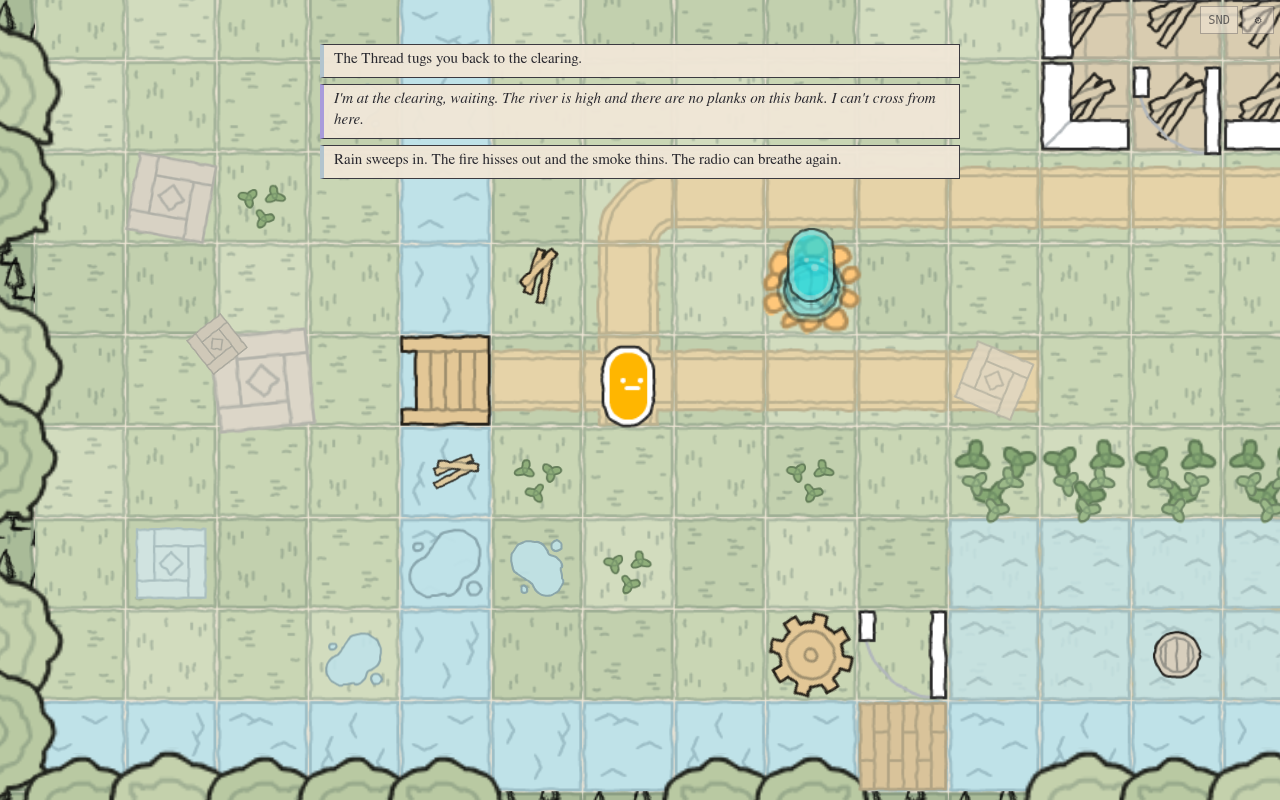 SND
The Thread tugs you back to the clearing.
I'm at the clearing, waiting. The river is high and there are no planks on this bank. I can't cross from
here.
Rain sweeps in. The fire hisses out and the smoke thins. The radio can breathe again.